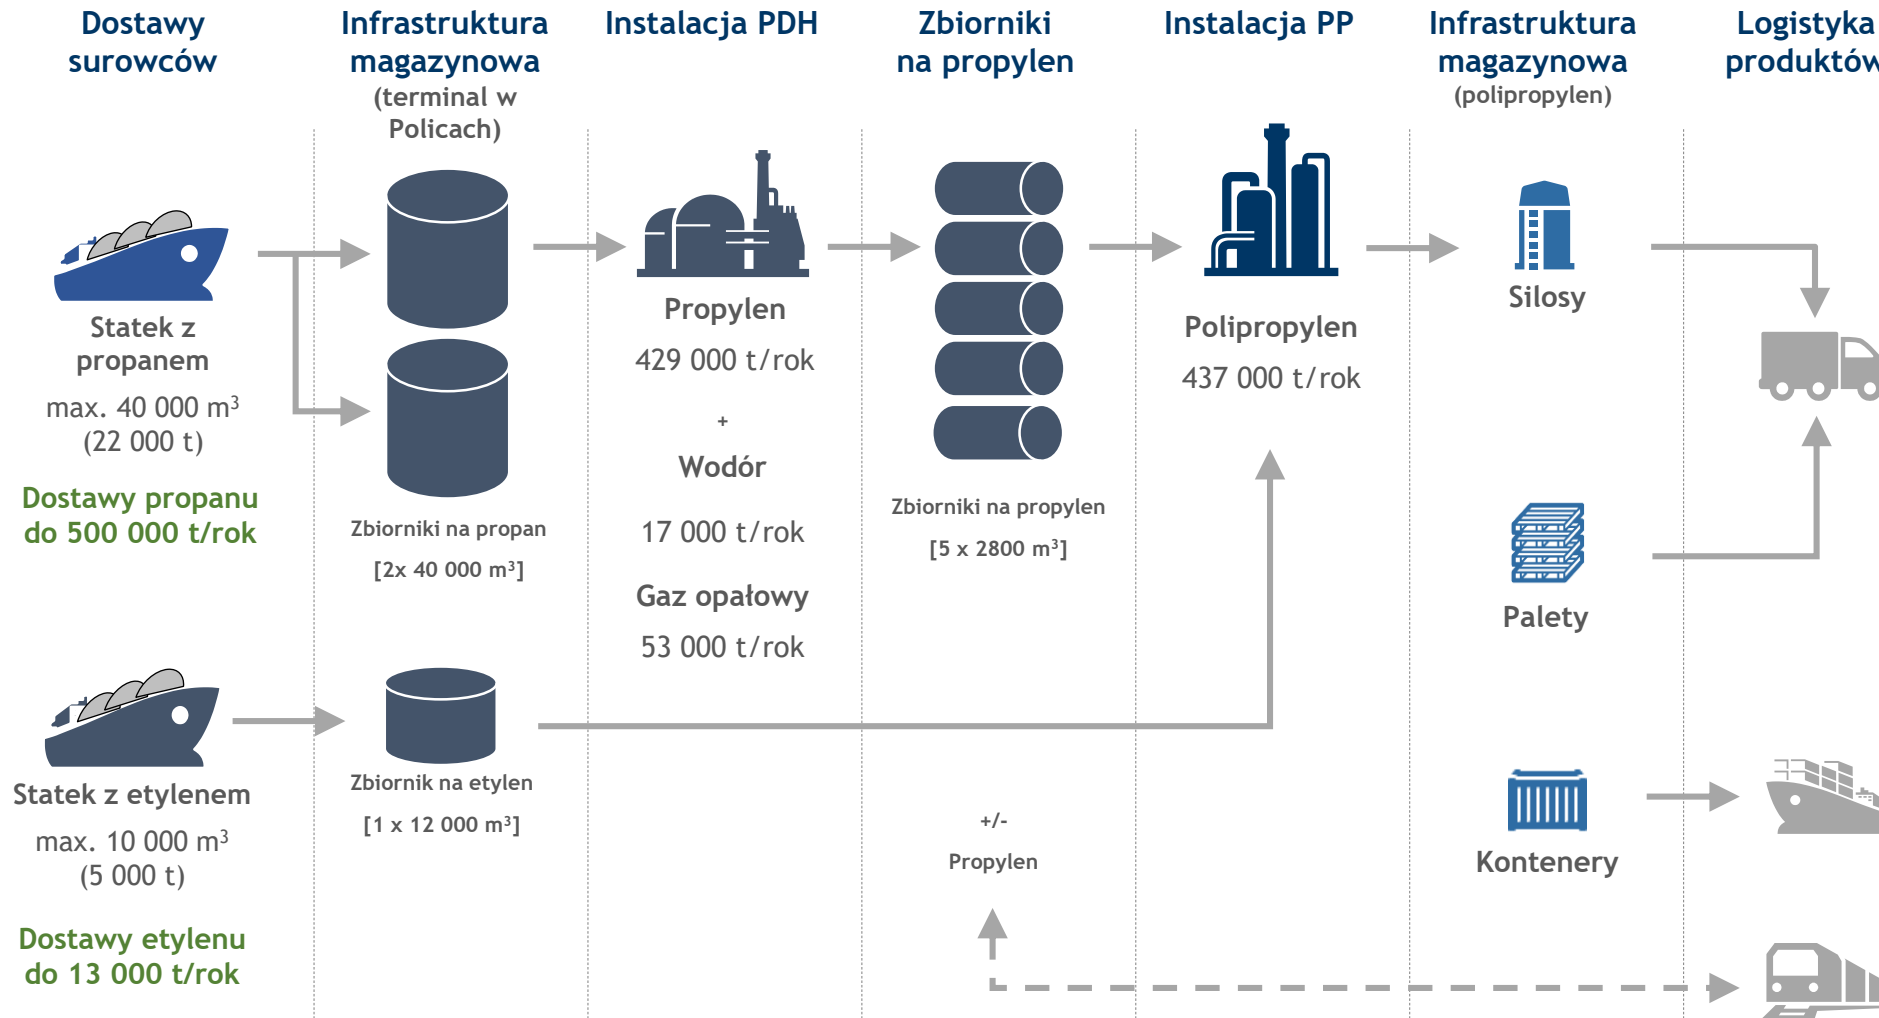 Dostawy
surowców
Infrastruktura
magazynowa
(terminal w
Policach)
Instalacja PDH
Zbiorniki
na propylen
Instalacja PP
Infrastruktura
magazynowa
(polipropylen)
Logistyka
produktów
Statek z
propanem
max. 40 000 m³
(22 000 t)
Dostawy propanu
do 500 000 t/rok
Zbiorniki na propan
[2x 40 000 m³]
Propylen
429 000 t/rok
+
Wodór
17 000 t/rok
Gaz opałowy
53 000 t/rok
Zbiorniki na propylen
[5 x 2800 m³]
Polipropylen
437 000 t/rok
Silosy
Palety
Statek z etylenem
max. 10 000 m³
(5 000 t)
Dostawy etylenu
do 13 000 t/rok
Zbiornik na etylen
[1 x 12 000 m³]
+/-
Propylen
Kontenery